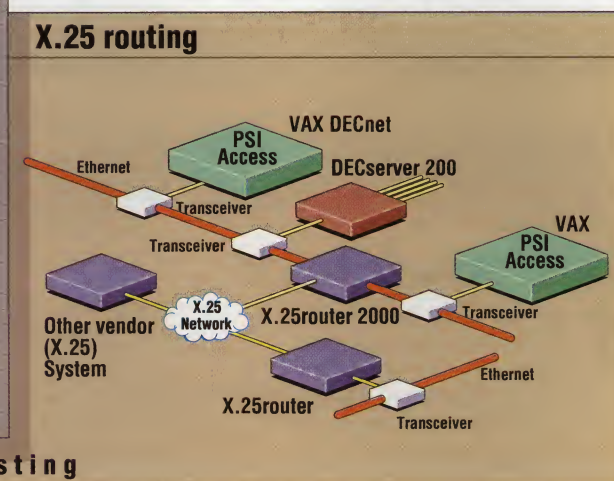 X.25 routing
VAX DECnet
PSI
Access
Ethernet
DECserver 200
Transceiver
Transceiver
VAX
PSI
Access
X.25
Network
X.25router 2000
Transceiver
Other vendor
(X.25)
System
Ethernet
X.25router
Transceiver
sting